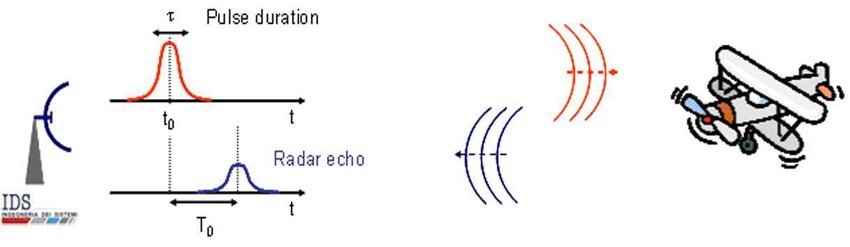 τ Pulse duration
t0 t
Radar echo
t
T0
IDS
INGEGNERIA DEI SISTEMI